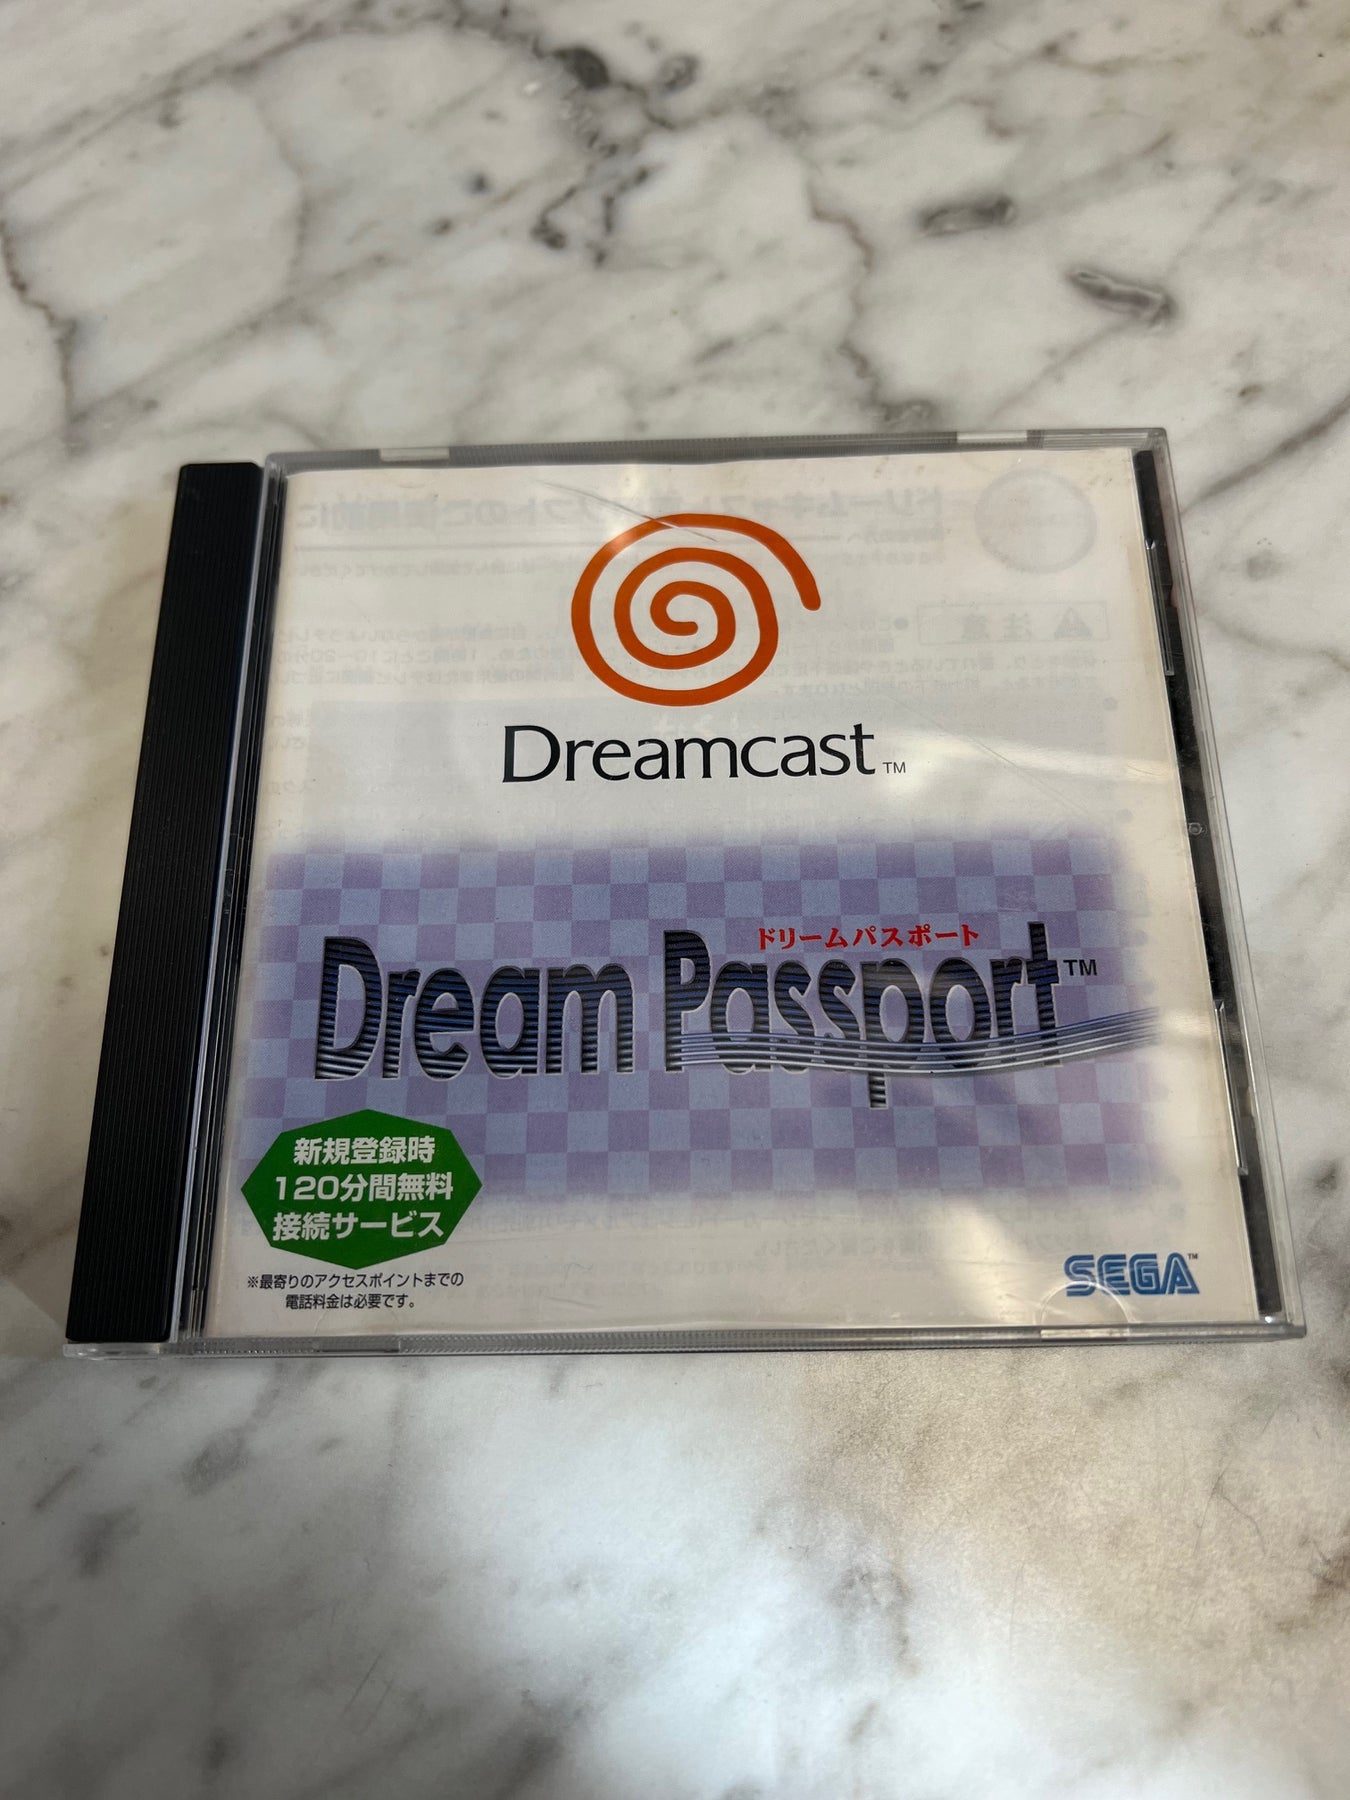 Dreamcast™
ドリームパスポート
Dream Passport™
新規登録時
120分間無料
接続サービス
※最寄りのアクセスポイントまでの
電話料金は必要です。
SEGA™